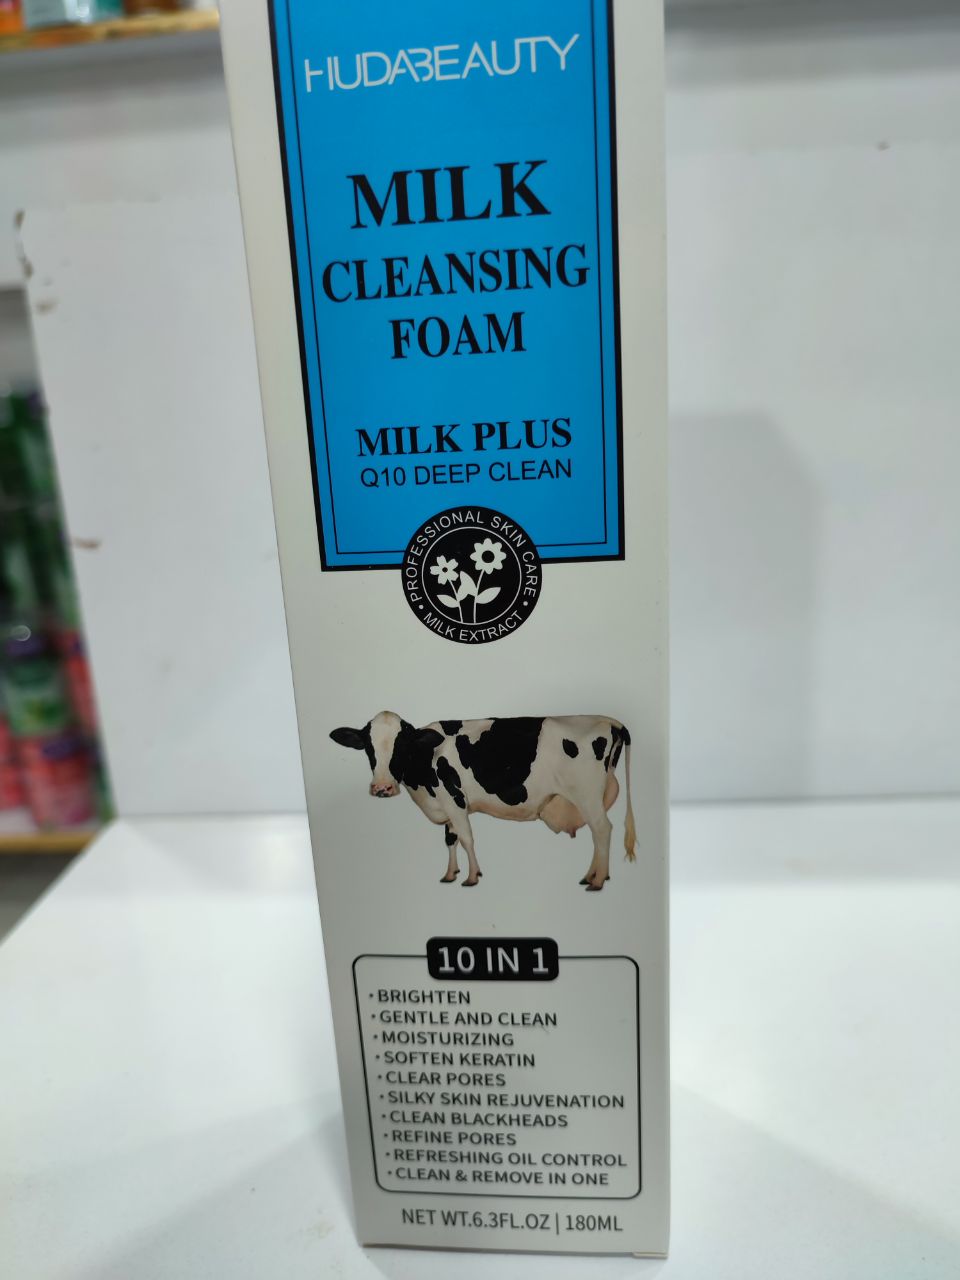 HUDABEAUTY
MILK
CLEANSING
FOAM
MILK PLUS
Q10 DEEP CLEAN
• PROFESSIONAL SKIN CARE •
MILK EXTRACT
10 IN 1
· BRIGHTEN
· GENTLE AND CLEAN
· MOISTURIZING
· SOFTEN KERATIN
· CLEAR PORES
· SILKY SKIN REJUVENATION
· CLEAN BLACKHEADS
· REFINE PORES
· REFRESHING OIL CONTROL
· CLEAN & REMOVE IN ONE
NET WT.6.3FL.OZ | 180ML